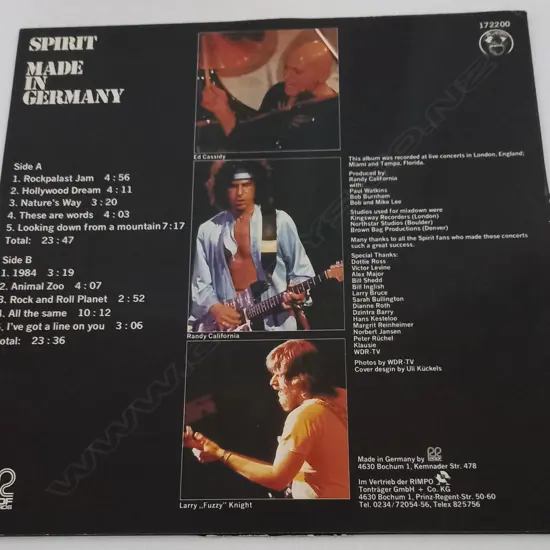 SPIRIT
MADE
IN
GERMANY
172200
Side A
1. Rockpalast Jam 4 : 56
2. Hollywood Dream 4 : 11
3. Nature's Way 3 : 20
4. These are words 4 : 03
5. Looking down from a mountain 7 : 17
Total: 23 : 47
Side B
1. 1984 3 : 19
2. Animal Zoo 4 : 07
3. Rock and Roll Planet 2 : 52
4. All the same 10 : 12
5. I've got a line on you 3 : 06
Total: 23 : 36
Ed Cassidy
Randy California
Larry „Fuzzy" Knight
This album was recorded at live concerts in London, England;
Miami and Tampa, Florida.
Produced by
Randy California
with:
Paul Watkins
Bob Burnham
Bob and Mike Lee
Studios used for mixdown were
Kingsway Recorders (London)
Northstar Studios (Boulder)
Brown Bag Productions (Denver)
Many thanks to all the Spirit fans who made these concerts
such a great success.
Special Thanks:
Dottie Ross
Victor Levine
Alex Major
Bill Shedd
Bill Inglish
Larry Bruce
Sarah Bullington
Dianne Roth
Dzintra Barry
Hans Kesteloo
Margrit Reinheimer
Norbert Jansen
Peter Rüchel
Klausie
WDR-TV
Photos by WDR-TV
Cover desgin by Uli Kückels
Made in Germany by
4630 Bochum 1, Kemnader Str. 478
Im Vertrieb der RIMPO
Tonträger GmbH + Co. KG
4630 Bochum 1, Prinz-Regent-Str. 50-60
Tel. 0234/72054-56, Telex 825756